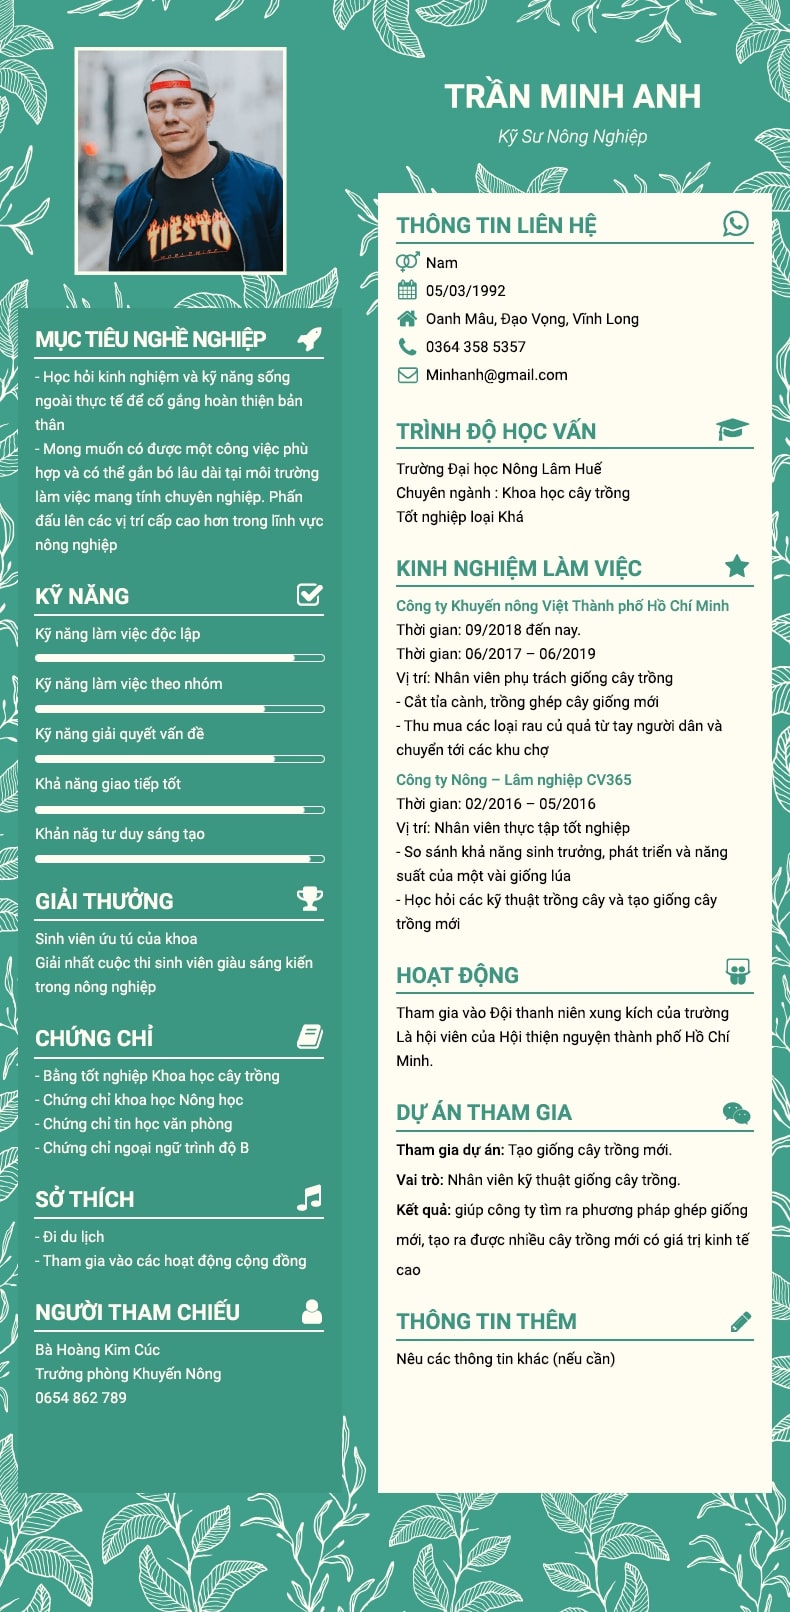 TIESTO
WORLDWIDE
TRẦN MINH ANH
Kỹ Sư Nông Nghiệp
MỤC TIÊU NGHỀ NGHIỆP
- Học hỏi kinh nghiệm và kỹ năng sống
ngoài thực tế để cố gắng hoàn thiện bản
thân
- Mong muốn có được một công việc phù
hợp và có thể gắn bó lâu dài tại môi trường
làm việc mang tính chuyên nghiệp. Phấn
đấu lên các vị trí cấp cao hơn trong lĩnh vực
nông nghiệp
KỸ NĂNG
Kỹ năng làm việc độc lập
Kỹ năng làm việc theo nhóm
Kỹ năng giải quyết vấn đề
Khả năng giao tiếp tốt
Khản năg tư duy sáng tạo
GIẢI THƯỞNG
Sinh viên ứu tú của khoa
Giải nhất cuộc thi sinh viên giàu sáng kiến
trong nông nghiệp
CHỨNG CHỈ
- Bằng tốt nghiệp Khoa học cây trồng
- Chứng chỉ khoa học Nông học
- Chứng chỉ tin học văn phòng
- Chứng chỉ ngoại ngữ trình độ B
SỞ THÍCH
- Đi du lịch
- Tham gia vào các hoạt động cộng đồng
NGƯỜI THAM CHIẾU
Bà Hoàng Kim Cúc
Trưởng phòng Khuyến Nông
0654 862 789
THÔNG TIN LIÊN HỆ
Nam
05/03/1992
Oanh Mâu, Đạo Vọng, Vĩnh Long
0364 358 5357
Minhanh@gmail.com
TRÌNH ĐỘ HỌC VẤN
Trường Đại học Nông Lâm Huế
Chuyên ngành : Khoa học cây trồng
Tốt nghiệp loại Khá
KINH NGHIỆM LÀM VIỆC
Công ty Khuyến nông Việt Thành phố Hồ Chí Minh
Thời gian: 09/2018 đến nay.
Thời gian: 06/2017 – 06/2019
Vị trí: Nhân viên phụ trách giống cây trồng
- Cắt tỉa cành, trồng ghép cây giống mới
- Thu mua các loại rau củ quả từ tay người dân và
chuyển tới các khu chợ
Công ty Nông – Lâm nghiệp CV365
Thời gian: 02/2016 – 05/2016
Vị trí: Nhân viên thực tập tốt nghiệp
- So sánh khả năng sinh trưởng, phát triển và năng
suất của một vài giống lúa
- Học hỏi các kỹ thuật trồng cây và tạo giống cây
trồng mới
HOẠT ĐỘNG
Tham gia vào Đội thanh niên xung kích của trường
Là hội viên của Hội thiện nguyện thành phố Hồ Chí
Minh.
DỰ ÁN THAM GIA
Tham gia dự án: Tạo giống cây trồng mới.
Vai trò: Nhân viên kỹ thuật giống cây trồng.
Kết quả: giúp công ty tìm ra phương pháp ghép giống
mới, tạo ra được nhiều cây trồng mới có giá trị kinh tế
cao
THÔNG TIN THÊM
Nêu các thông tin khác (nếu cần)